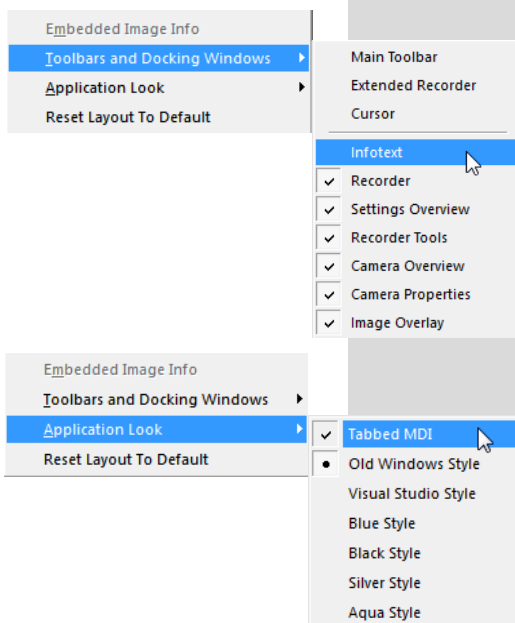 Embedded Image Info
Toolbars and Docking Windows
Application Look
Reset Layout To Default
Main Toolbar
Extended Recorder
Cursor
Infotext
Recorder
Settings Overview
Recorder Tools
Camera Overview
Camera Properties
Image Overlay
Embedded Image Info
Toolbars and Docking Windows
Application Look
Reset Layout To Default
Tabbed MDI
Old Windows Style
Visual Studio Style
Blue Style
Black Style
Silver Style
Aqua Style